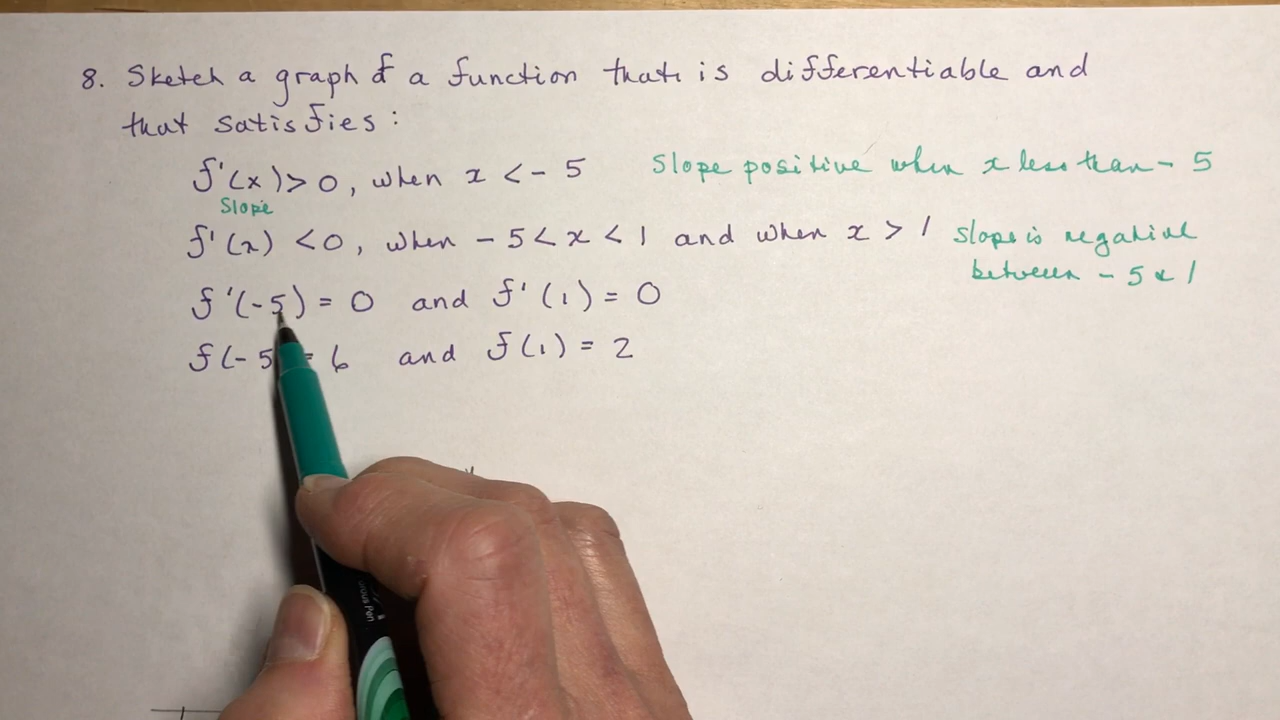 8. Sketch a graph of a function that is differentiable and
that satisfies:
f'(x) > 0, when x < - 5 Slope positive when x less than - 5
Slope
f'(x) < 0, when - 5 < x < 1 and when x > 1 slope is negative
between - 5 & 1
f'(-5) = 0 and f'(1) = 0
f(-5 = 6 and f(1) = 2
Pen